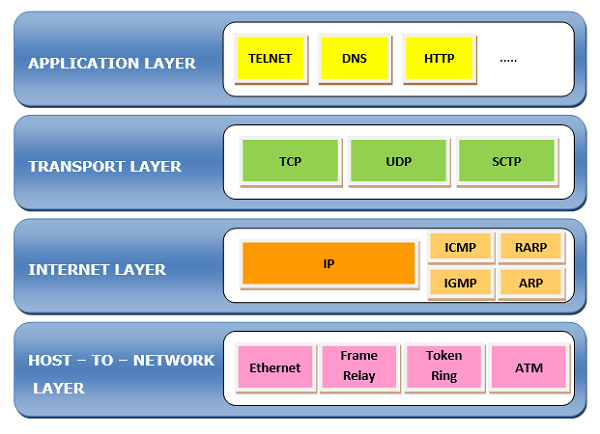 APPLICATION LAYER
TELNET
DNS
HTTP
.....
TRANSPORT LAYER
TCP
UDP
SCTP
INTERNET LAYER
IP
ICMP
RARP
IGMP
ARP
HOST – TO – NETWORK
LAYER
Ethernet
Frame
Relay
Token
Ring
ATM